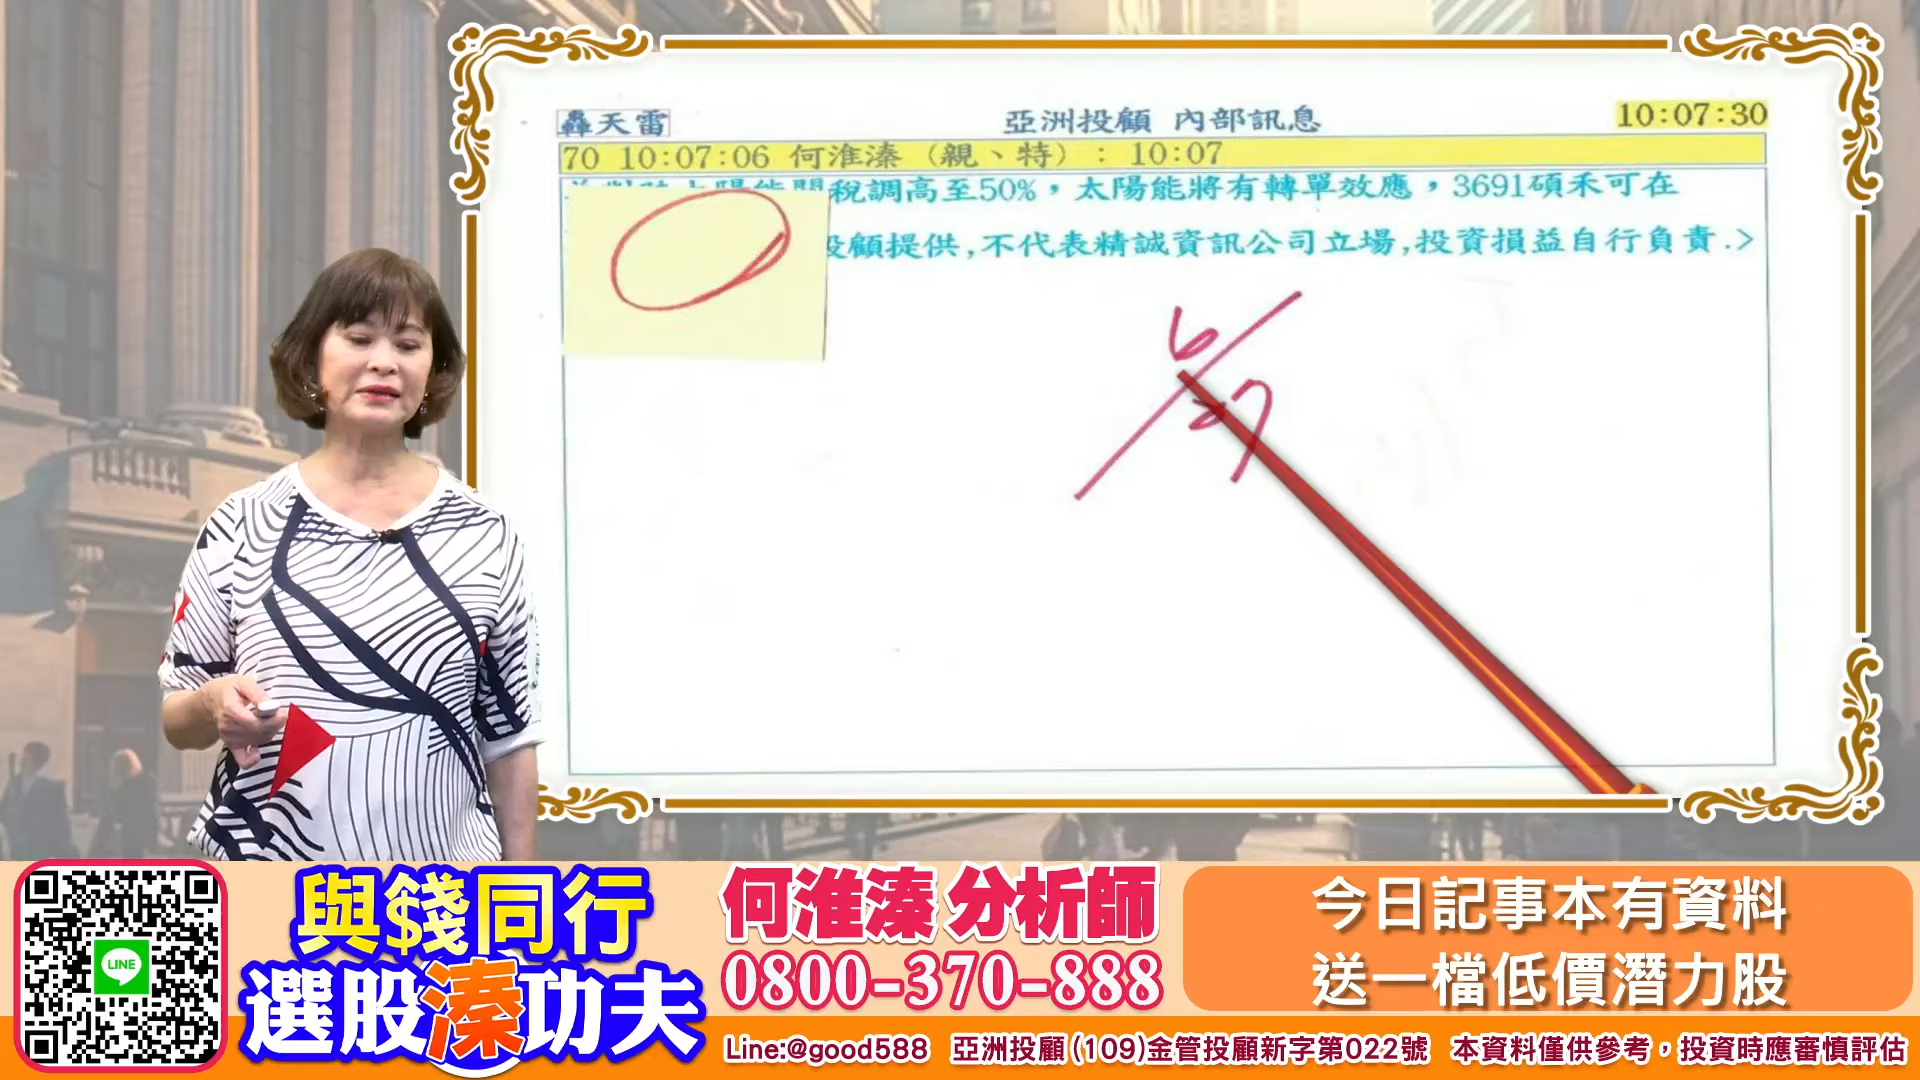 轟天雷
亞洲投顧 內部訊息
10:07:30
70 10:07:06 何淮溱 (親、特) : 10:07
稅調高至50%，太陽能將有轉單效應，3691碩禾可在
投顧提供,不代表精誠資訊公司立場,投資損益自行負責.>
6/27
LINE
與錢同行
選股溱功夫
何淮溱 分析師
0800-370-888
今日記事本有資料
送一檔低價潛力股
Line:@good588 亞洲投顧 (109)金管投顧新字第022號 本資料僅供參考，投資時應審慎評估